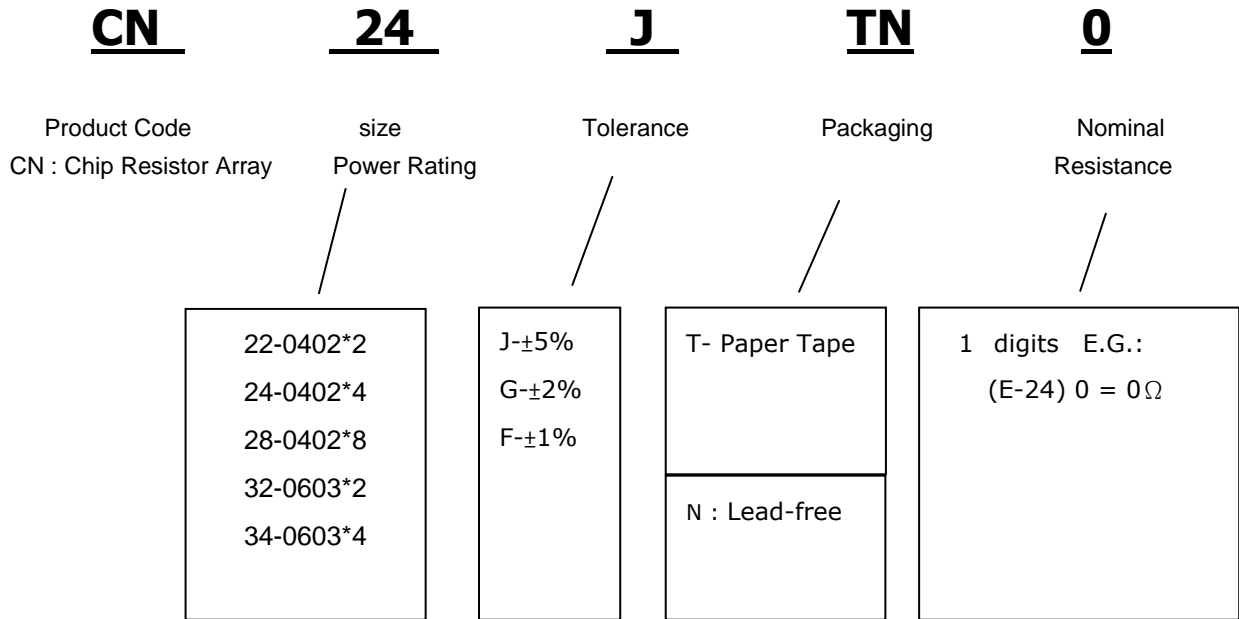 CN 24 J TN 0
Product Code size Tolerance Packaging Nominal
CN : Chip Resistor Array Power Rating Resistance
22-0402*2
24-0402*4
28-0402*8
32-0603*2
34-0603*4
J-±5%
G-±2%
F-±1%
T- Paper Tape
N : Lead-free
1 digits E.G.:
(E-24) 0 = 0Ω